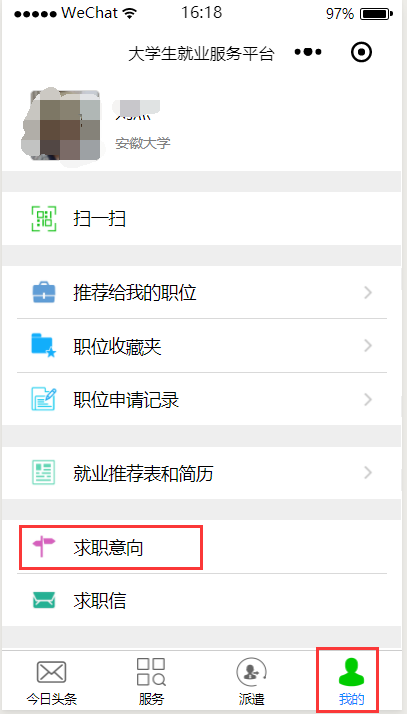 WeChat 16:18 97%
大学生就业服务平台
安徽大学
扫一扫
推荐给我的职位
职位收藏夹
职位申请记录
就业推荐表和简历
求职意向
求职信
今日头条 服务 派遣 我的